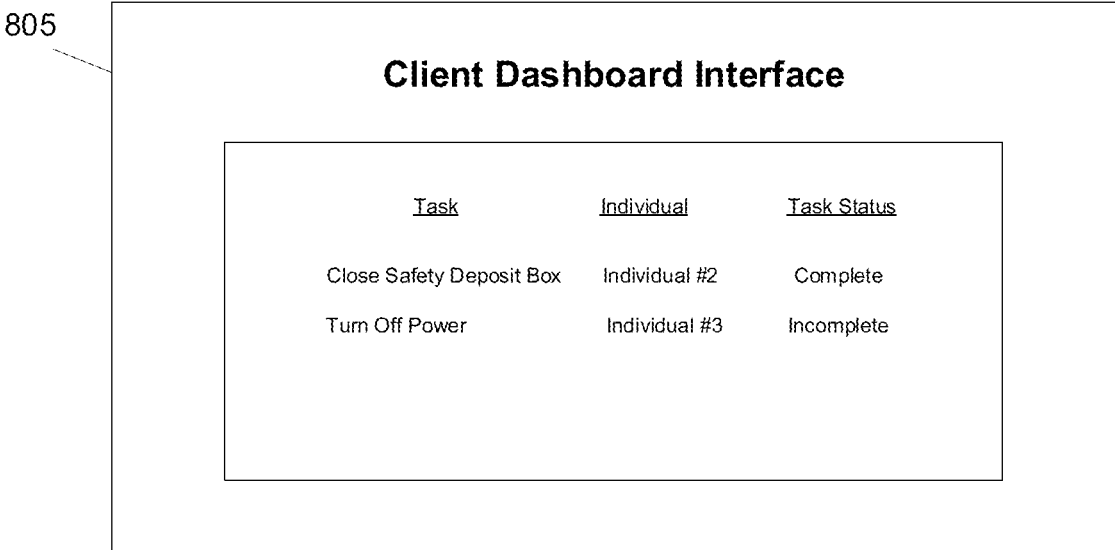 805
Client Dashboard Interface
Task Individual Task Status
Close Safety Deposit Box Individual #2 Complete
Turn Off Power Individual #3 Incomplete